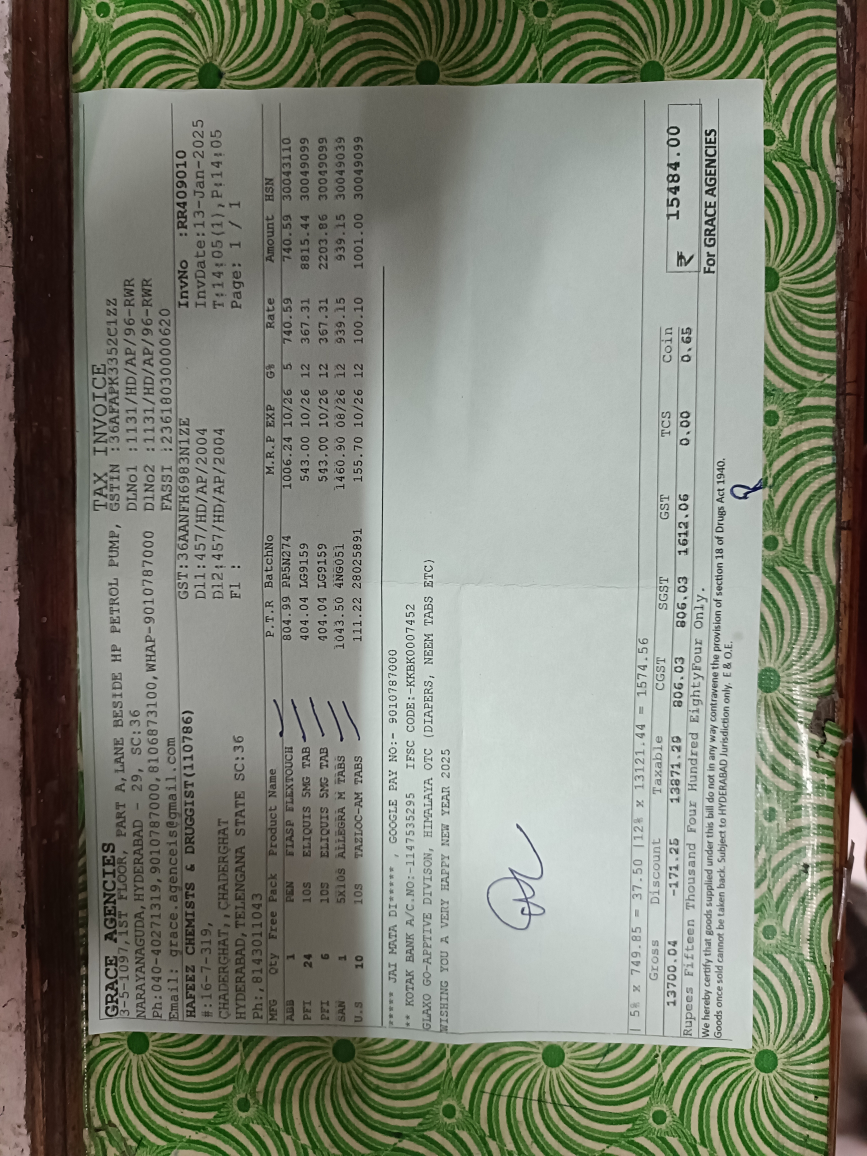 TAX INVOICE
GRACE AGENCIES
3-5-1097,1ST FLOOR, PART A,LANE BESIDE HP PETROL PUMP,
NARAYANAGUDA,HYDERABAD - 29, SC:36
Ph:040-40271319,9010787000,8106873100,WHAP-9010787000
Email: grace.agenceis@gmail.com
GSTIN :36AFAPK3352C1ZZ
DLNo1 :1131/HD/AP/96-RWR
DlNo2 :1131/HD/AP/96-RWR
FASSI :23618030000620
HAFEEZ CHEMISTS & DRUGGIST(110786)
#:16-7-319,
CHADERGHAT,,CHADERGHAT
HYDERABAD,TELENGANA STATE SC:36
Ph:.8143011043
GST:36AANFH6983N1ZE
D11:457/HD/AP/2004
D12:457/HD/AP/2004
Fl :
InvNo :RR409010
InvDate:13-Jan-2025
T:14:05(1),P:14:05
Page: 1 / 1
MFG Qty Free Pack Product Name P.T.R BatchNo M.R.P EXP G% Rate Amount HSN
ABB 1 PEN FIASP FLEXTOUCH 804.99 PP5N274 1006.24 10/26 5 740.59 740.59 30043110
PFI 24 10S ELIQUIS 5MG TAB 404.04 LG9159 543.00 10/26 12 367.31 8815.44 30049099
PFI 6 10S ELIQUIS 5MG TAB 404.04 LG9159 543.00 10/26 12 367.31 2203.86 30049099
SAN 1 5X10S ALLEGRA M TABS 1043.50 4NG051 1460.90 08/26 12 939.15 939.15 30049039
U.S 10 10S TAZLOC-AM TABS 111.22 28025891 155.70 10/26 12 100.10 1001.00 30049099
***** JAI MATA DI***** , GOOGLE PAY NO:- 9010787000
** KOTAK BANK A/C.NO:-1147535295 IFSC CODE:-KKBK0007452
GLAXO GO-APPTIVE DIVISON, HIMALAYA OTC (DIAPERS, NEEM TABS ETC)
WISHING YOU A VERY HAPPY NEW YEAR 2025
| 5% x 749.85 = 37.50 |12% x 13121.44 = 1574.56
Gross Discount Taxable CGST SGST GST TCS Coin
13700.04 -171.25 13871.29 806.03 806.03 1612.06 0.00 0.65
₹ 15484.00
Rupees Fifteen Thousand Four Hundred EightyFour Only.
We hereby certify that goods supplied under this bill do not in any way contravene the provision of section 18 of Drugs Act 1940.
Goods once sold cannot be taken back. Subject to HYDERABAD Jurisdiction only. E & O.E.
For GRACE AGENCIES